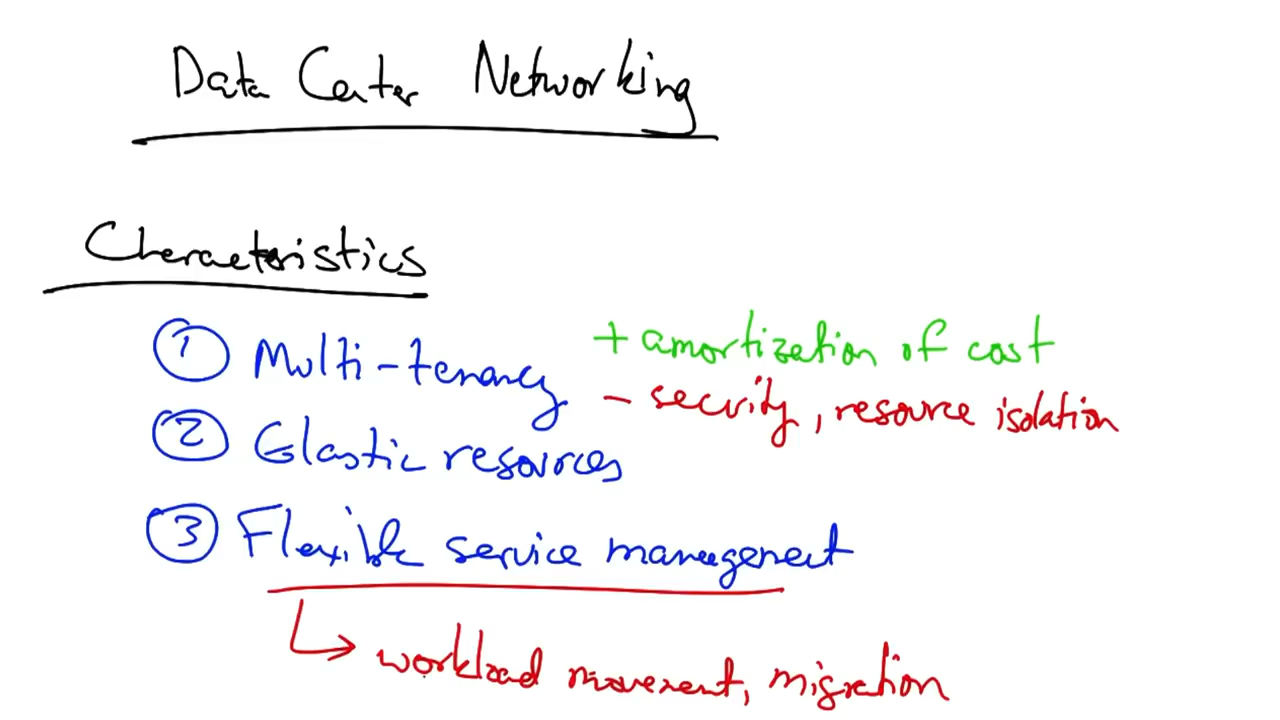 Data Center Networking
Characteristics
1 Multi-tenancy
+ amortization of cost
- security, resource isolation
2 Elastic resources
3 Flexible service management
→ workload movement, migration